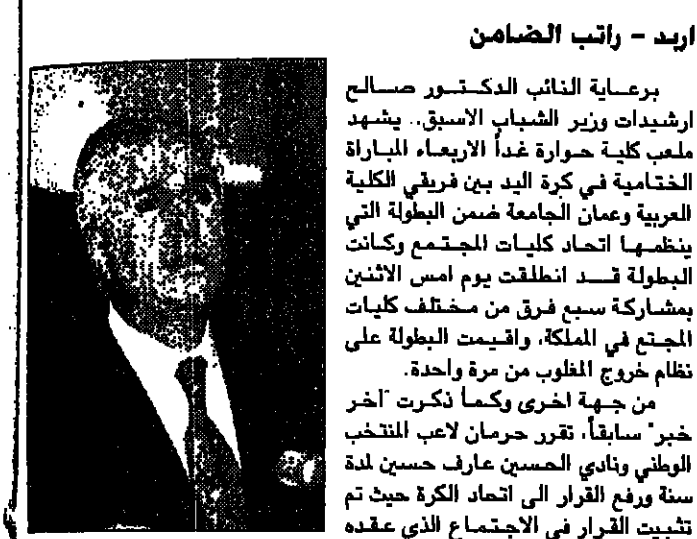 اربد - راتب الضامن
برعاية النائب الدكتور صالح
ارشيدات وزير الشباب الاسبق.. يشهد
ملعب كلية حوارة غداً الاربعاء المباراة
الختامية في كرة اليد بين فريقي الكلية
العربية وعمان الجامعة ضمن البطولة التي
ينظمها اتحاد كليات المجتمع وكانت
البطولة قد انطلقت يوم امس الاثنين
بمشاركة سبع فرق من مختلف كليات
المجتع في المملكة، واقيمت البطولة على
نظام خروج المغلوب من مرة واحدة.
من جهة اخرى وكما ذكرت "آخر
خبر" سابقاً، تقرر حرمان لاعب المنتخب
الوطني ونادي الحسين عارف حسين لمدة
سنة ورفع القرار الى اتحاد الكرة حيث تم
تثبيت القرار في الاجتماع الذي عقده